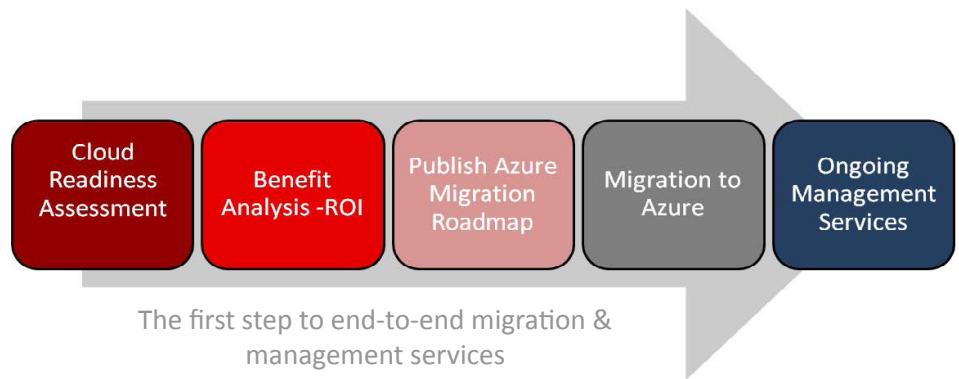 Cloud
Readiness
Assessment
Benefit
Analysis -ROI
Publish Azure
Migration
Roadmap
Migration to
Azure
Ongoing
Management
Services
The first step to end-to-end migration &
management services